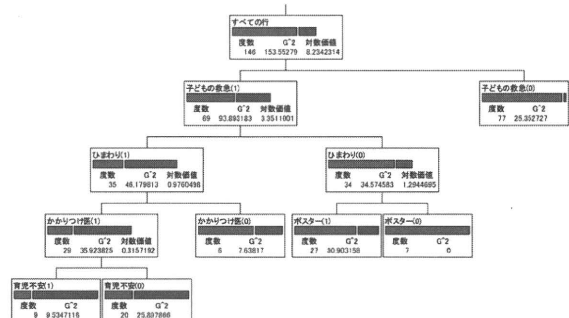 すべての行
度数 G^2 対数価値
146 153.55279 8.2342314
子どもの救急(1)
度数 G^2 対数価値
69 93.893183 3.3511001
子どもの救急(0)
度数 G^2
77 25.352727
ひまわり(1)
度数 G^2 対数価値
35 48.179813 0.9760498
ひまわり(0)
度数 G^2 対数価値
34 34.574583 1.2944695
かかりつけ医(1)
度数 G^2 対数価値
29 35.923825 0.3157192
かかりつけ医(0)
度数 G^2
6 7.63817
ポスター(1)
度数 G^2
27 30.903158
ポスター(0)
度数 G^2
7 0
育児不安(1)
度数 G^2
9 9.5347116
育児不安(0)
度数 G^2
20 25.897866